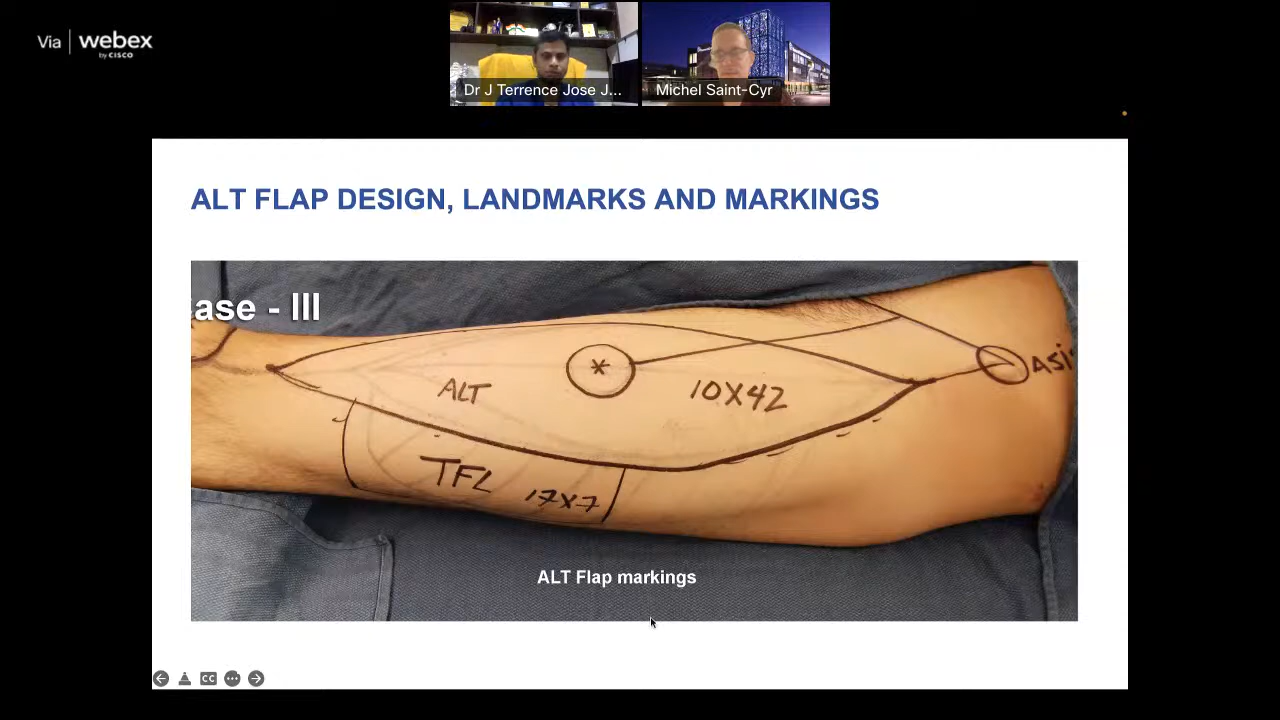 Via | webex
by CISCO
Dr J Terrence Jose J...
Michel Saint-Cyr
ALT FLAP DESIGN, LANDMARKS AND MARKINGS
ase - III
ASI
ALT
10X42
TFL
17X7
ALT Flap markings
CC